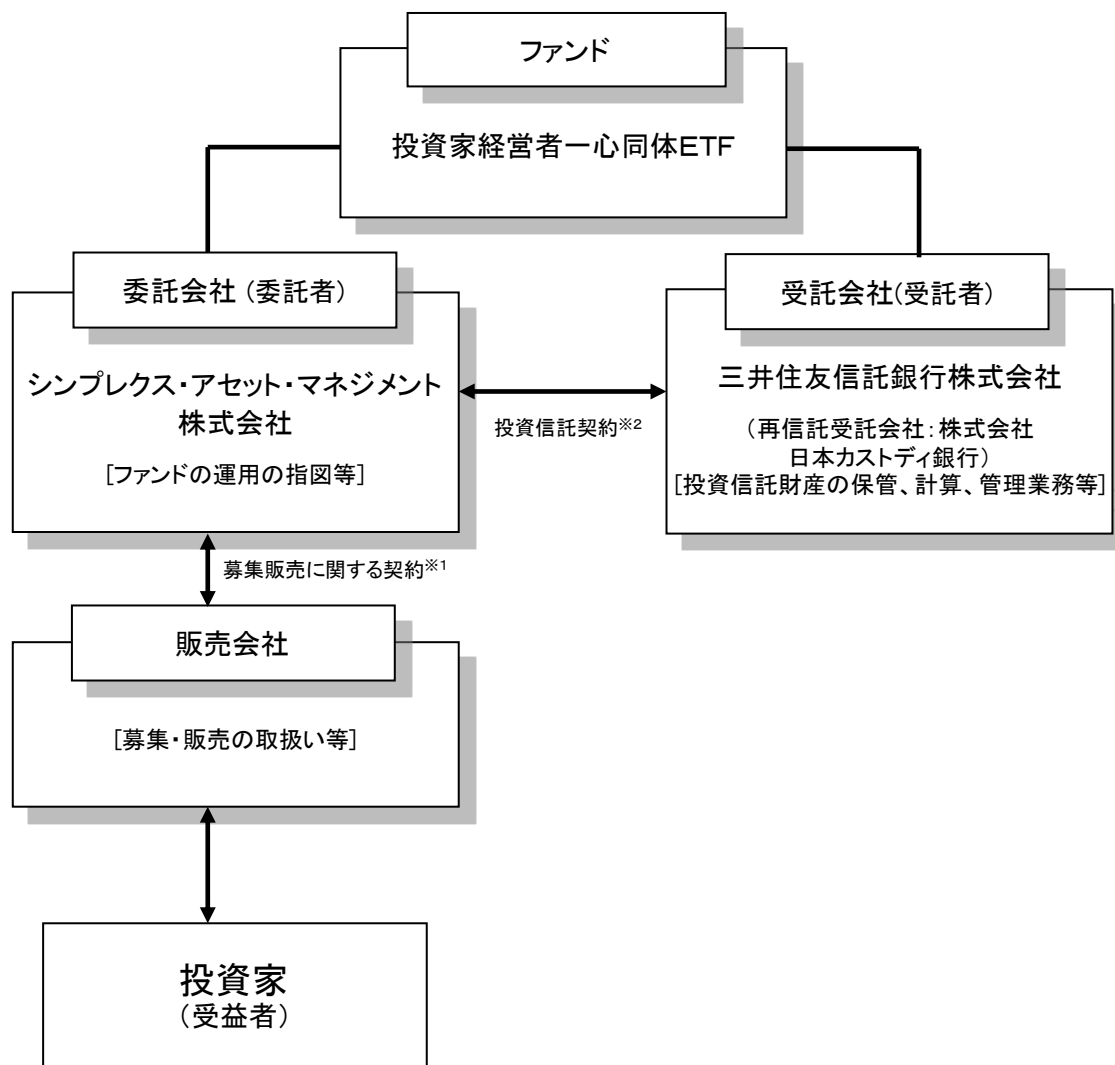 ファンド
投資家経営者一心同体ETF
委託会社(委託者)
シンプレクス・アセット・マネジメント
株式会社
[ファンドの運用の指図等]
受託会社(受託者)
三井住友信託銀行株式会社
(再信託受託会社:株式会社
日本カストディ銀行)
[投資信託財産の保管、計算、管理業務等]
投資信託契約※2
募集販売に関する契約※1
販売会社
[募集・販売の取扱い等]
投資家
(受益者)